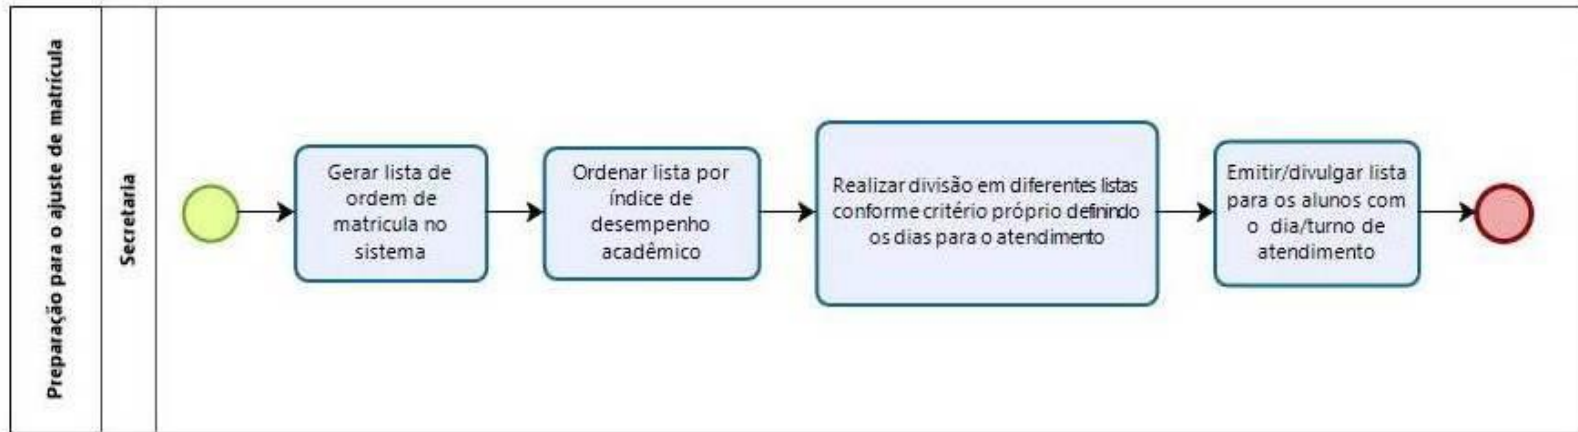 Preparação para o ajuste de matrícula
Secretaria
Gerar lista de
ordem de
matricula no
sistema
Ordenar lista por
índice de
desempenho
acadêmico
Realizar divisão em diferentes listas
conforme critério próprio definindo
os dias para o atendimento
Emitir/divulgar lista
para os alunos com
o dia/turno de
atendimento